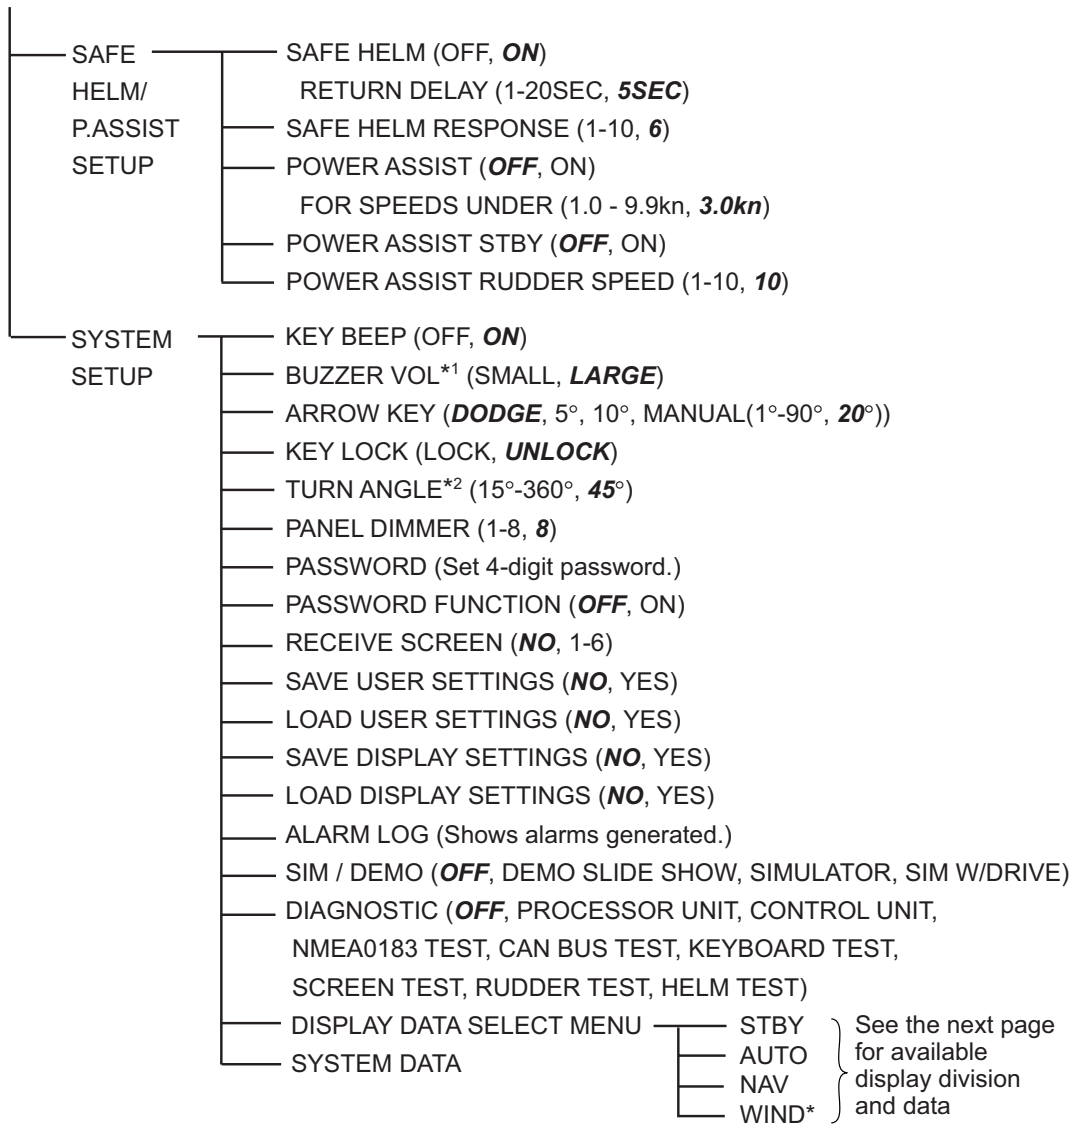 SAFE HELM/ P.ASSIST SETUP
SAFE HELM (OFF, ON)
RETURN DELAY (1-20SEC, 5SEC)
SAFE HELM RESPONSE (1-10, 6)
POWER ASSIST (OFF, ON)
FOR SPEEDS UNDER (1.0 - 9.9kn, 3.0kn)
POWER ASSIST STBY (OFF, ON)
POWER ASSIST RUDDER SPEED (1-10, 10)
SYSTEM SETUP
KEY BEEP (OFF, ON)
BUZZER VOL*1 (SMALL, LARGE)
ARROW KEY (DODGE, 5°, 10°, MANUAL(1°-90°, 20°))
KEY LOCK (LOCK, UNLOCK)
TURN ANGLE*2 (15°-360°, 45°)
PANEL DIMMER (1-8, 8)
PASSWORD (Set 4-digit password.)
PASSWORD FUNCTION (OFF, ON)
RECEIVE SCREEN (NO, 1-6)
SAVE USER SETTINGS (NO, YES)
LOAD USER SETTINGS (NO, YES)
SAVE DISPLAY SETTINGS (NO, YES)
LOAD DISPLAY SETTINGS (NO, YES)
ALARM LOG (Shows alarms generated.)
SIM / DEMO (OFF, DEMO SLIDE SHOW, SIMULATOR, SIM W/DRIVE)
DIAGNOSTIC (OFF, PROCESSOR UNIT, CONTROL UNIT,
NMEA0183 TEST, CAN BUS TEST, KEYBOARD TEST,
SCREEN TEST, RUDDER TEST, HELM TEST)
DISPLAY DATA SELECT MENU
STBY
AUTO
NAV
WIND*
See the next page
for available
display division
and data
SYSTEM DATA